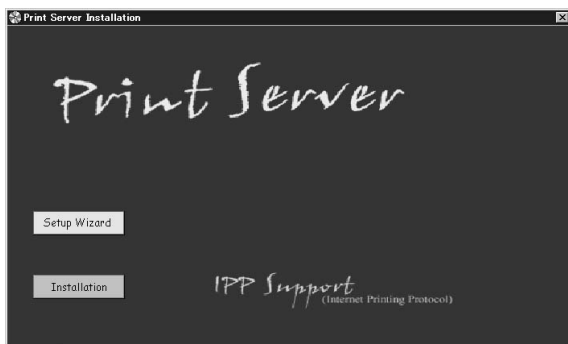 Print Server Installation
Print Server
Setup Wizard
Installation
IPP Support
(Internet Printing Protocol)